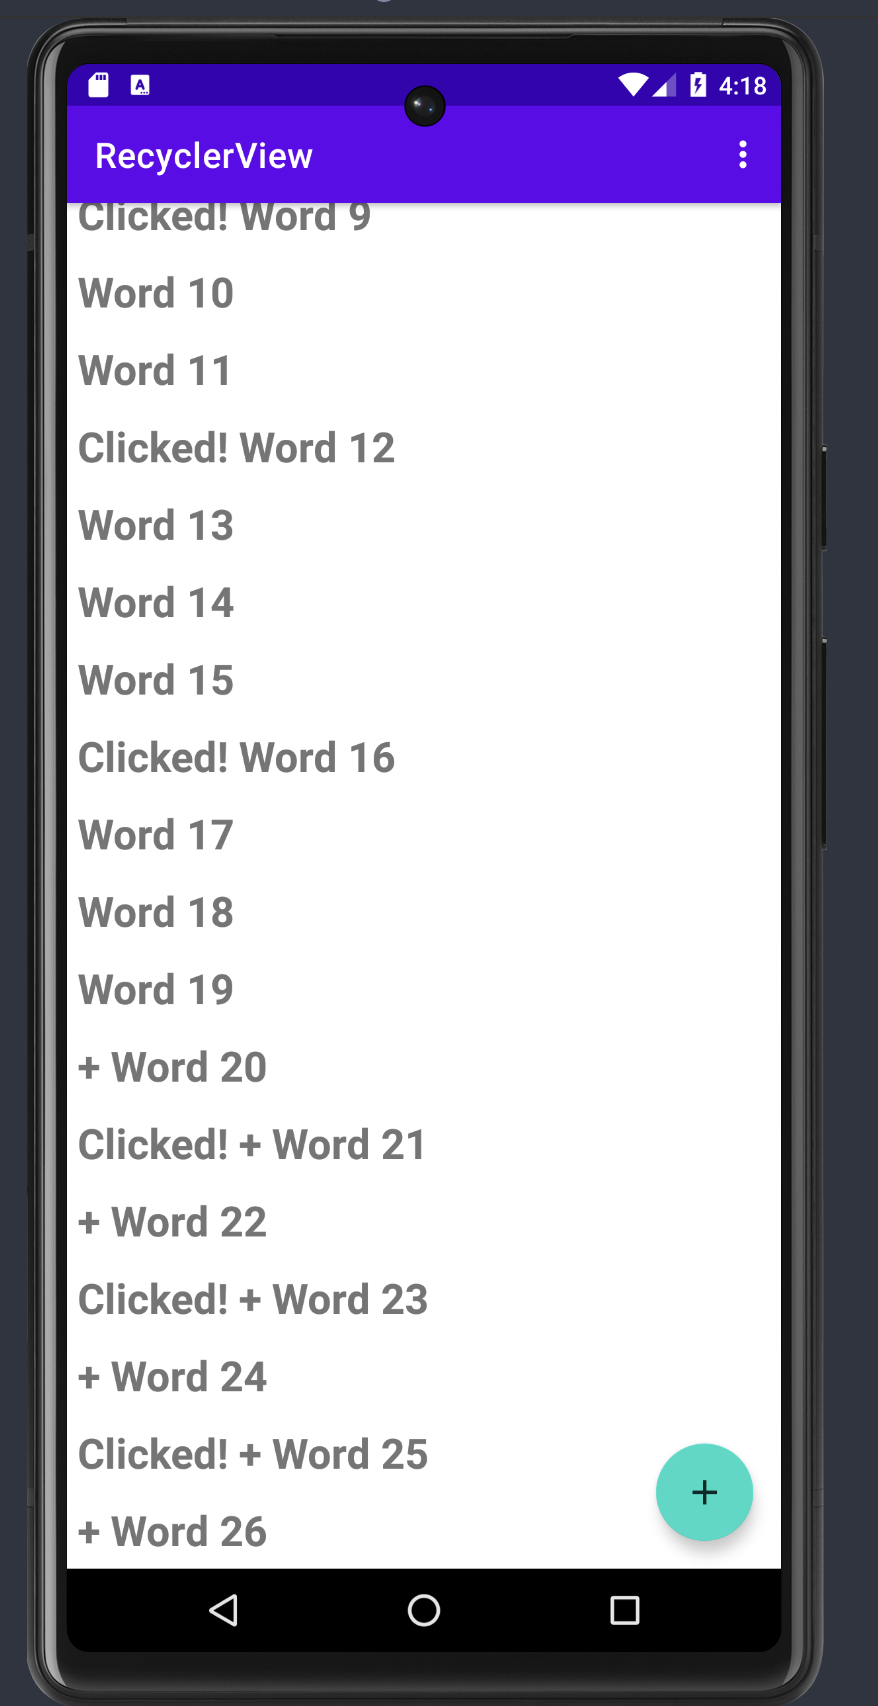 4:18
RecyclerView
Clicked! Word 9
Word 10
Word 11
Clicked! Word 12
Word 13
Word 14
Word 15
Clicked! Word 16
Word 17
Word 18
Word 19
+ Word 20
Clicked! + Word 21
+ Word 22
Clicked! + Word 23
+ Word 24
Clicked! + Word 25
+ Word 26